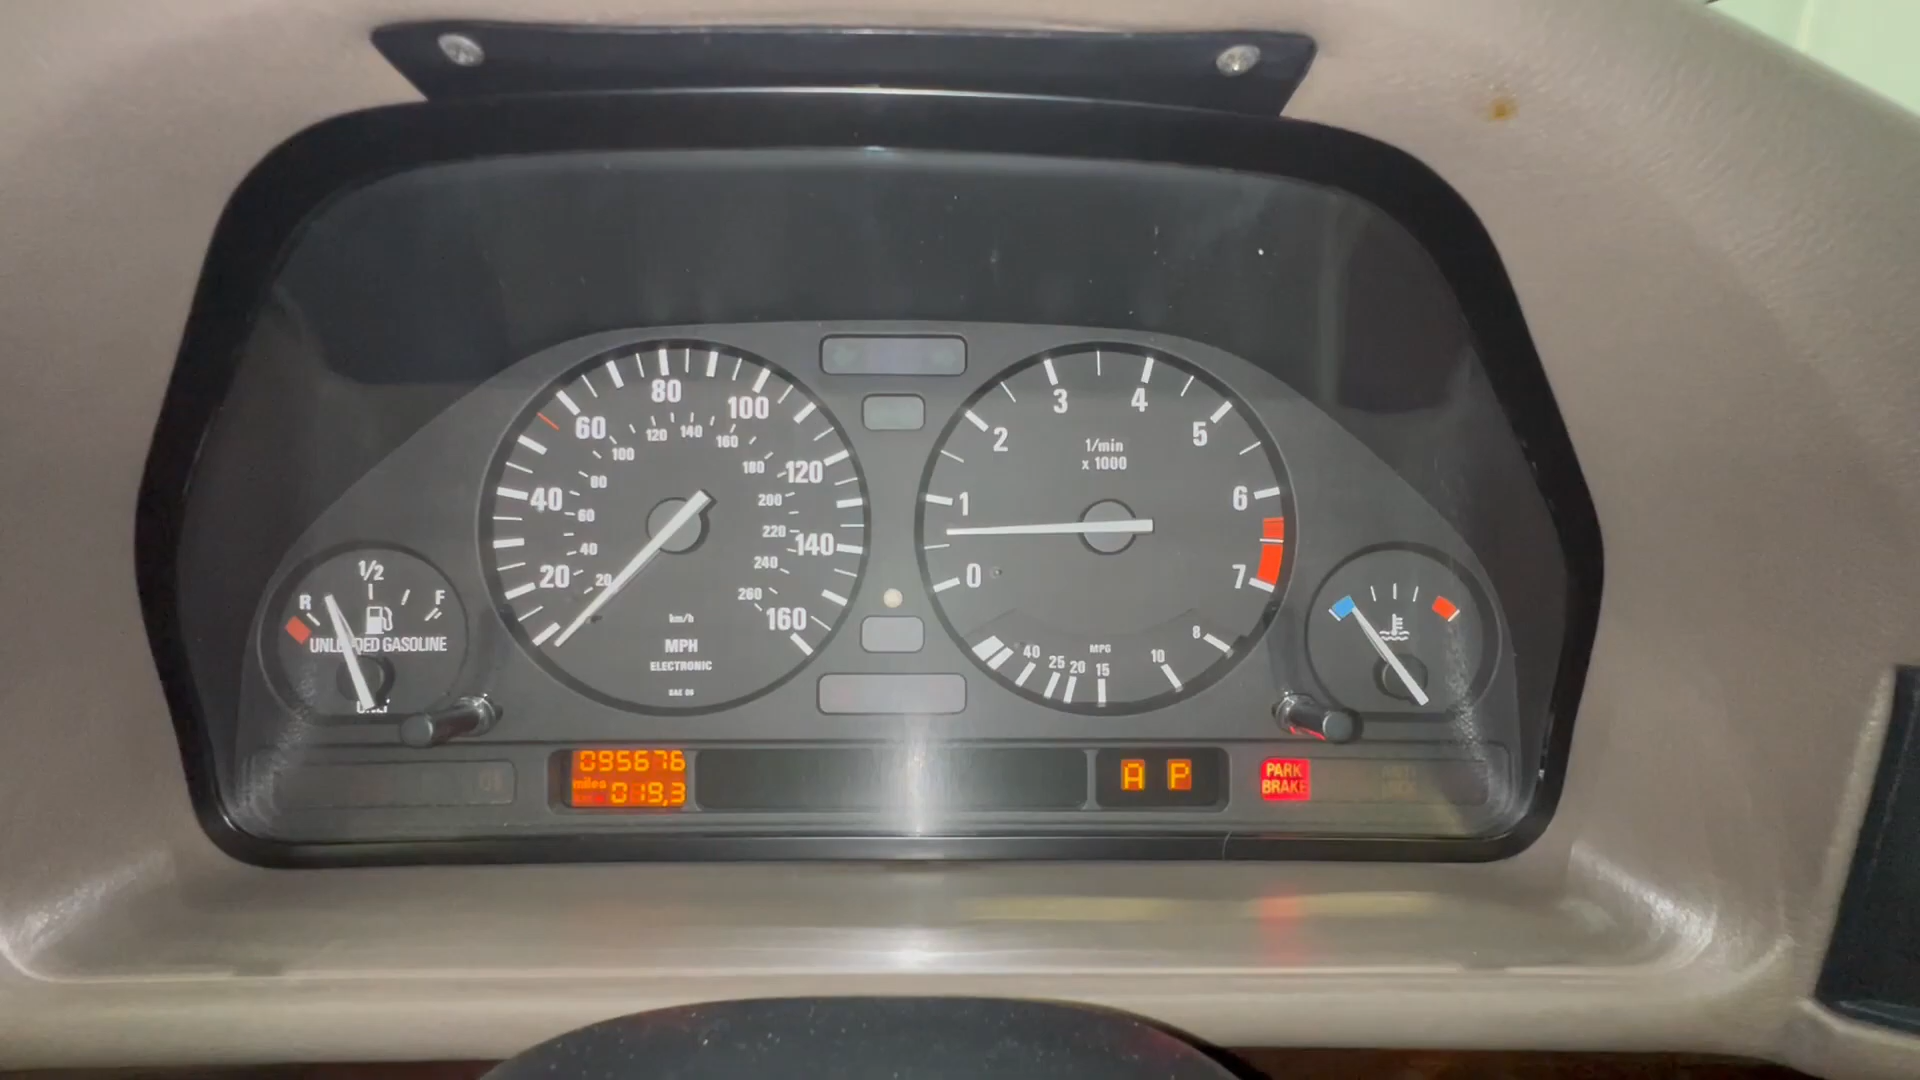 80
100
60
120
140
160
100
180
120
80
200
40
60
220
140
40
240
20
20
260
160
km/h
MPH
ELECTRONIC
3
4
2
5
1/min
x 1000
1
6
0
7
40
25
20
15
MPG
10
8
1/2
R
F
UNLEADED GASOLINE
ONLY
095676
miles
019,3
A P
PARK
BRAKE